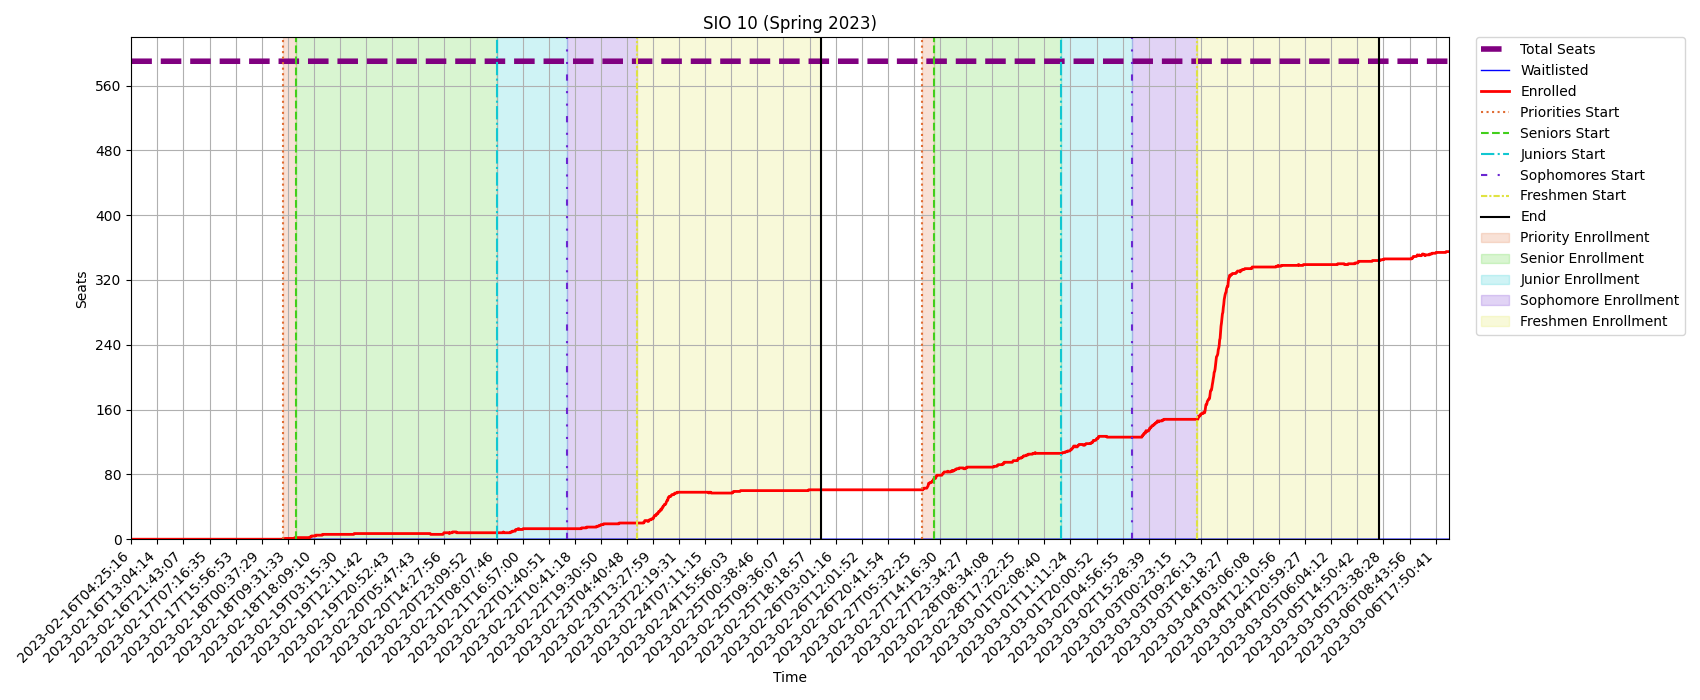 SIO 10 (Spring 2023)
Total Seats
Waitlisted
Enrolled
Priorities Start
Seniors Start
Juniors Start
Sophomores Start
Freshmen Start
End
Priority Enrollment
Senior Enrollment
Junior Enrollment
Sophomore Enrollment
Freshmen Enrollment
Seats
560
480
400
320
240
160
80
0
2023-02-16T04:25:16
2023-02-16T13:04:14
2023-02-16T21:43:07
2023-02-17T07:16:35
2023-02-17T15:56:53
2023-02-18T00:37:29
2023-02-18T09:31:33
2023-02-18T18:09:10
2023-02-19T03:15:30
2023-02-19T12:11:42
2023-02-19T20:52:43
2023-02-20T05:47:43
2023-02-20T14:27:56
2023-02-20T23:09:52
2023-02-21T08:07:46
2023-02-21T16:57:00
2023-02-22T01:40:51
2023-02-22T10:41:18
2023-02-22T19:30:50
2023-02-23T04:40:48
2023-02-23T13:27:59
2023-02-23T22:19:31
2023-02-24T07:11:15
2023-02-24T15:56:03
2023-02-25T00:38:46
2023-02-25T09:36:07
2023-02-25T18:18:57
2023-02-26T03:01:16
2023-02-26T12:01:52
2023-02-26T20:41:54
2023-02-27T05:32:25
2023-02-27T14:16:30
2023-02-27T23:34:27
2023-02-28T08:34:08
2023-02-28T17:22:25
2023-03-01T02:08:40
2023-03-01T11:11:24
2023-03-01T20:00:52
2023-03-02T04:56:55
2023-03-02T15:28:39
2023-03-03T00:23:15
2023-03-03T09:26:13
2023-03-03T18:18:27
2023-03-04T03:06:08
2023-03-04T12:10:56
2023-03-04T20:59:27
2023-03-05T06:04:12
2023-03-05T14:50:42
2023-03-05T23:38:28
2023-03-06T08:43:56
2023-03-06T17:50:41
Time